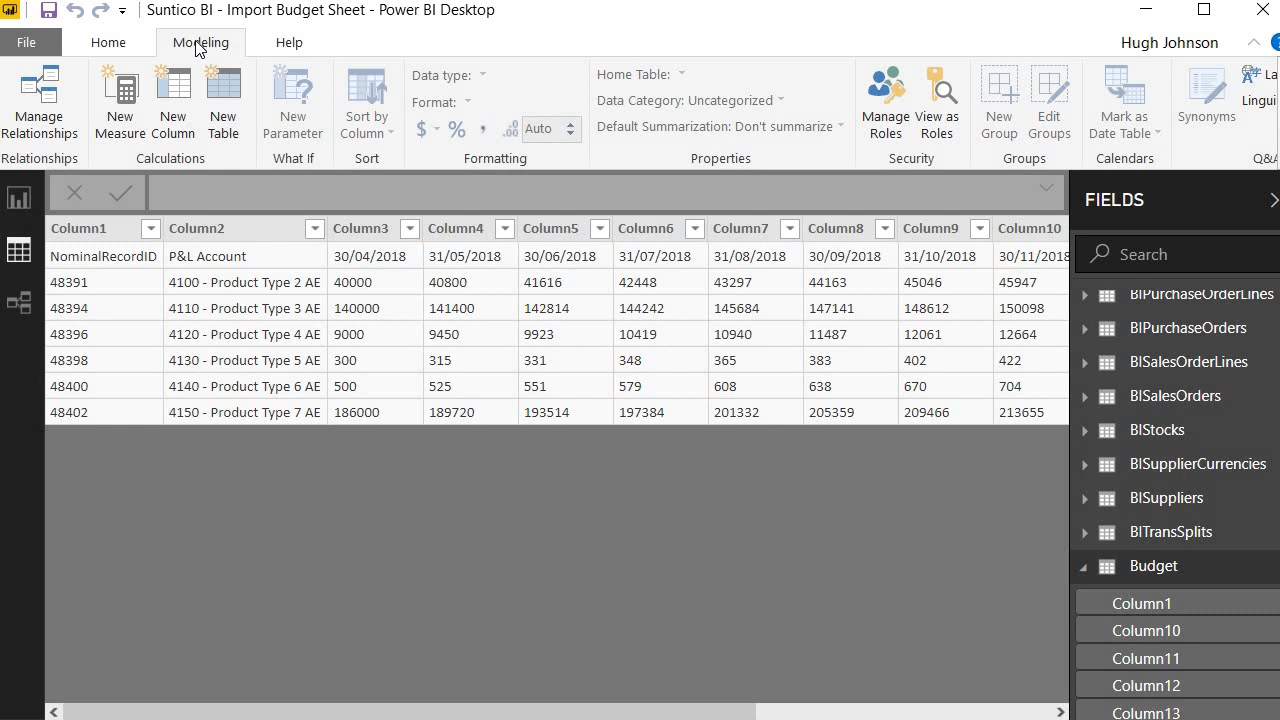 Suntico BI - Import Budget Sheet - Power BI Desktop
File Home Modeling Help Hugh Johnson
Manage Relationships
New Measure
New Column
New Table
New Parameter
Sort by Column
Data type:
Format:
$ % , .00 Auto
Home Table:
Data Category: Uncategorized
Default Summarization: Don't summarize
Manage Roles
View as Roles
New Group
Edit Groups
Mark as Date Table
Synonyms
La
Lingui
Relationships Calculations What If Sort Formatting Properties Security Groups Calendars Q&A
FIELDS
Search
Column1 Column2 Column3 Column4 Column5 Column6 Column7 Column8 Column9 Column10
NominalRecordID P&L Account 30/04/2018 31/05/2018 30/06/2018 31/07/2018 31/08/2018 30/09/2018 31/10/2018 30/11/2018
48391 4100 - Product Type 2 AE 40000 40800 41616 42448 43297 44163 45046 45947
48394 4110 - Product Type 3 AE 140000 141400 142814 144242 145684 147141 148612 150098
48396 4120 - Product Type 4 AE 9000 9450 9923 10419 10940 11487 12061 12664
48398 4130 - Product Type 5 AE 300 315 331 348 365 383 402 422
48400 4140 - Product Type 6 AE 500 525 551 579 608 638 670 704
48402 4150 - Product Type 7 AE 186000 189720 193514 197384 201332 205359 209466 213655
BIPurchaseOrderLines
BIPurchaseOrders
BISalesOrderLines
BISalesOrders
BIStocks
BISupplierCurrencies
BISuppliers
BITransSplits
Budget
Column1
Column10
Column11
Column12
Column13